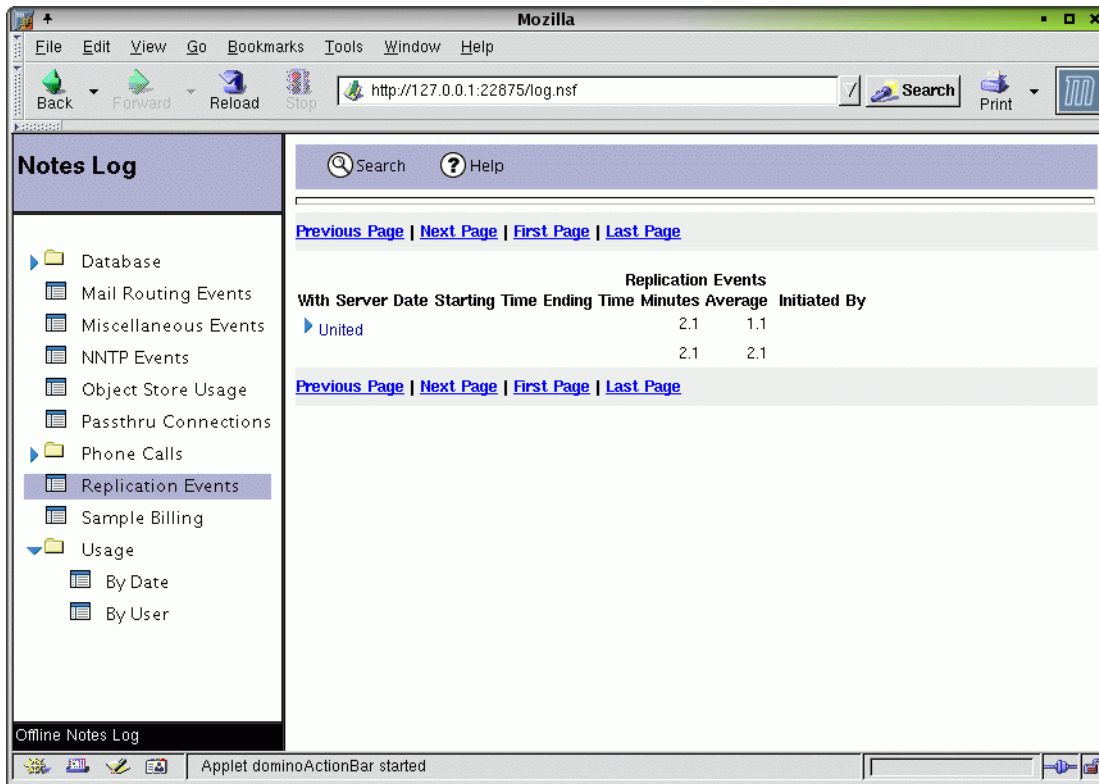 Mozilla
File Edit View Go Bookmarks Tools Window Help
Back Forward Reload Stop http://127.0.0.1:22875/log.nsf Search Print
Notes Log
Search Help
Previous Page | Next Page | First Page | Last Page
Database
Mail Routing Events
Miscellaneous Events
NNTP Events
Object Store Usage
Passthru Connections
Phone Calls
Replication Events
Sample Billing
Usage
By Date
By User
Replication Events
With Server Date Starting Time Ending Time Minutes Average Initiated By
United 2.1 1.1
2.1 2.1
Previous Page | Next Page | First Page | Last Page
Offline Notes Log
Applet dominoActionBar started